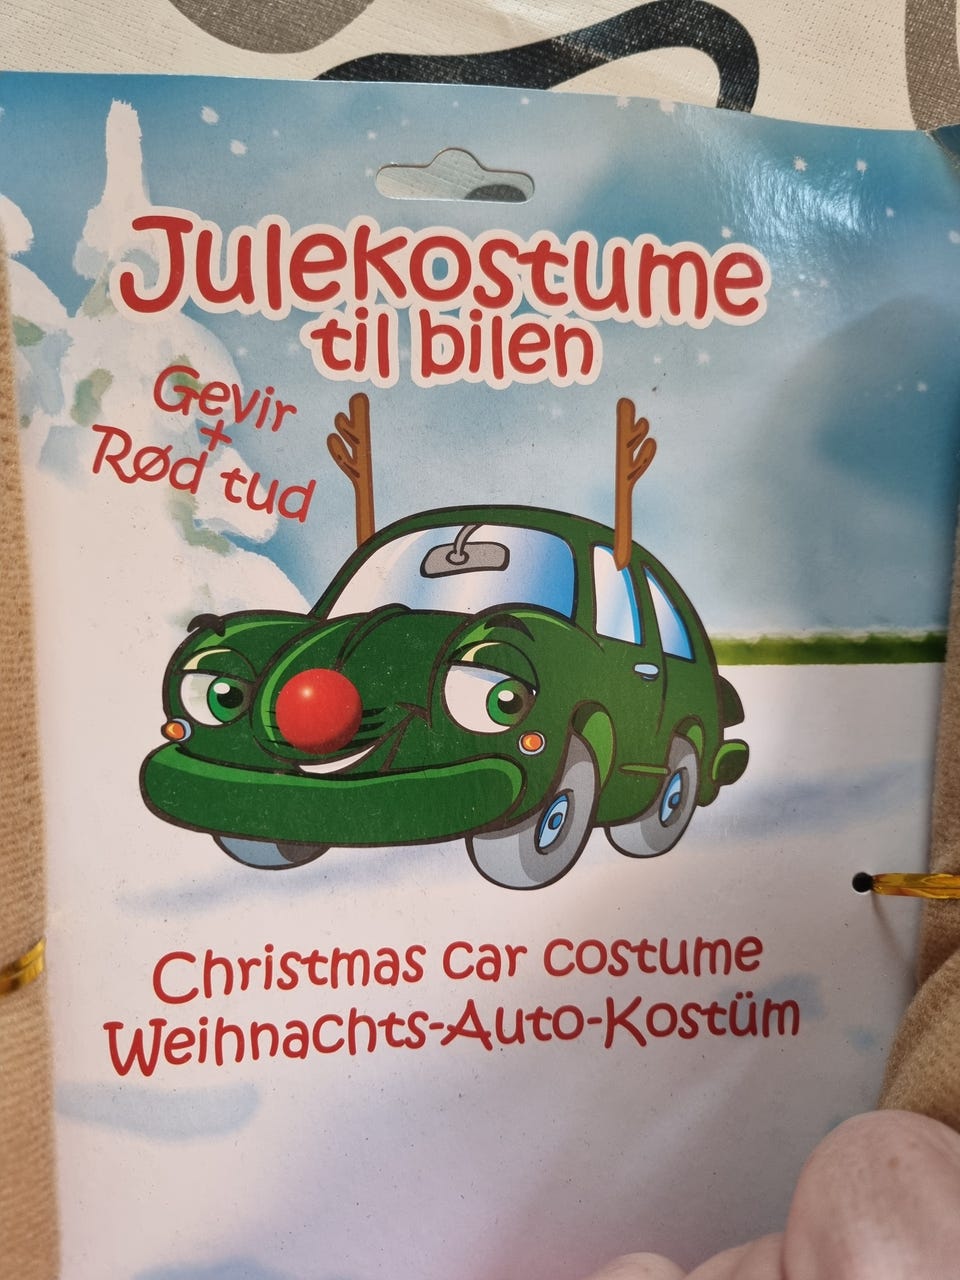 Julekostume
til bilen
Gevir
+
Rød tud
Christmas car costume
Weihnachts-Auto-Kostüm